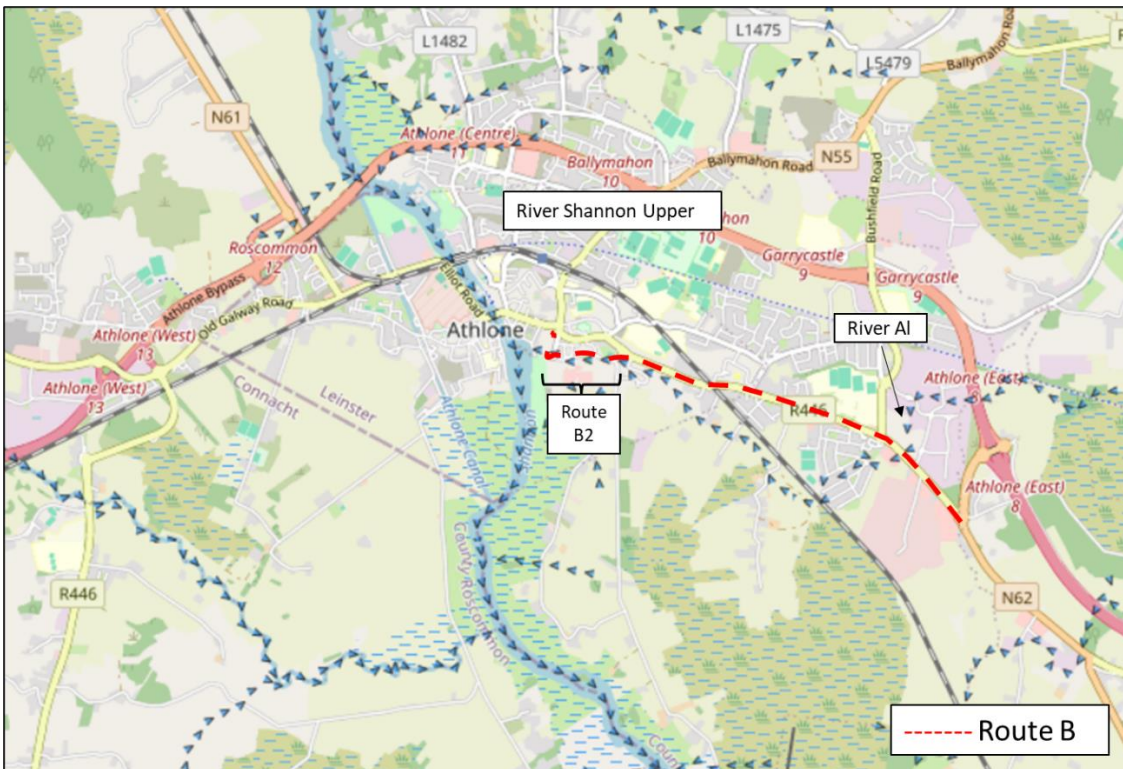 L1482
L1475
L5479
Ballymahon Road
N61
Athlone (Centre)
11
Ballymahon
10
Ballymahon Road
N55
River Shannon Upper
10
Bushfield Road
Roscommon
12
Garrycastle
9
Garrycastle
9
Athlone Bypass
Old Galway Road
Elliot Road
Athlone
River Al
Athlone (West)
13
Athlone (West)
13
Connacht
Leinster
Athlone Canal
Route
B2
R446
Athlone (East)
Athlone (East)
8
County Roscommon
R446
N62
Route B